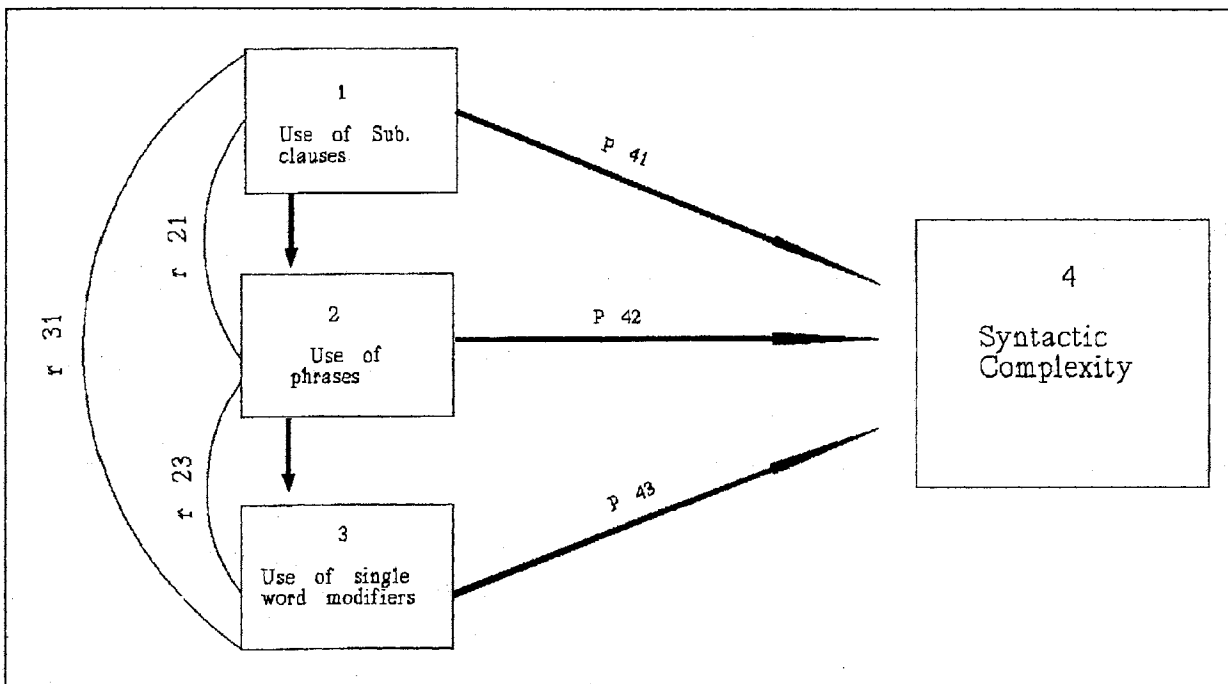 1
Use of Sub.
clauses
P 41
r 21
r 31
2
Use of
phrases
P 42
4
Syntactic
Complexity
r 23
P 43
3
Use of single
word modifiers